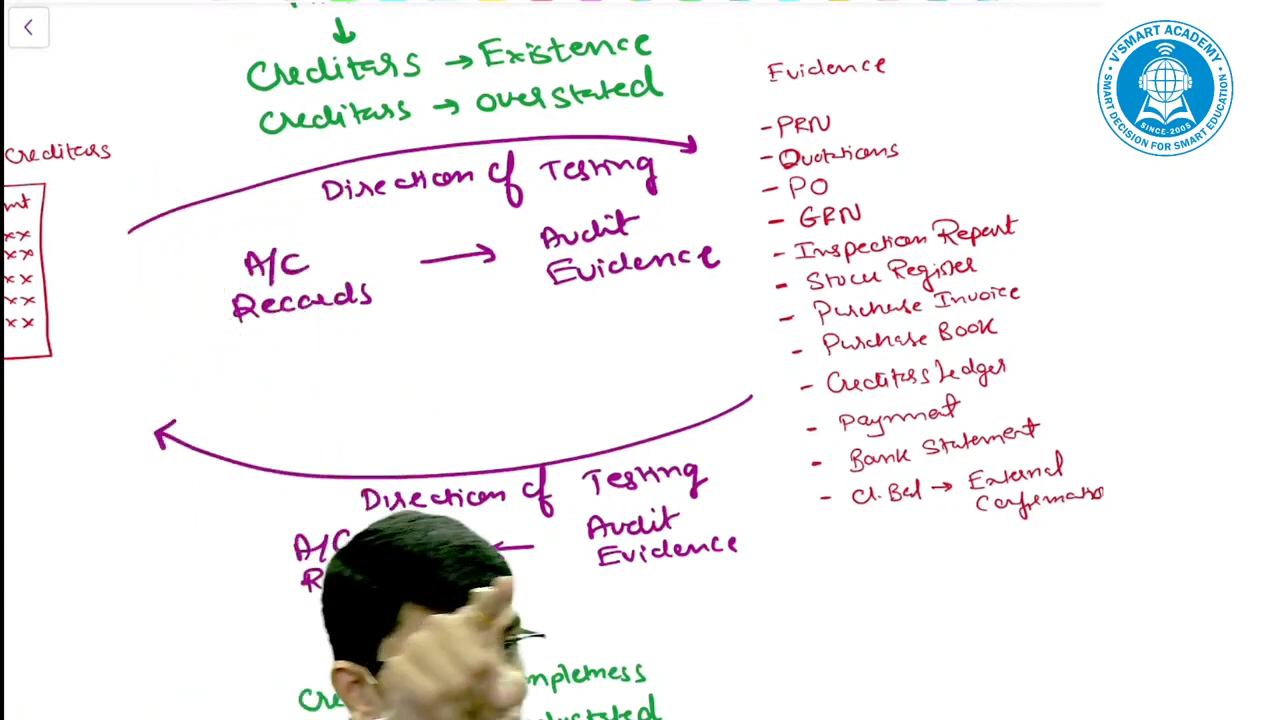 Creditors → Existence
Creditors → Overstated
Creditors
Direction of Testing
A/C Records → Audit Evidence
Direction of Testing
A/C
Audit
Evidence
Evidence
- PRN
- Quotations
- PO
- GRN
- Inspection Report
- Stock Register
- Purchase Invoice
- Purchase Book
- Creditors Ledger
- Payment
- Bank Statement
- Cl. Bal → External
V'SMART ACADEMY
SINCE-2005
SMART DECISION FOR SMART EDUCATION